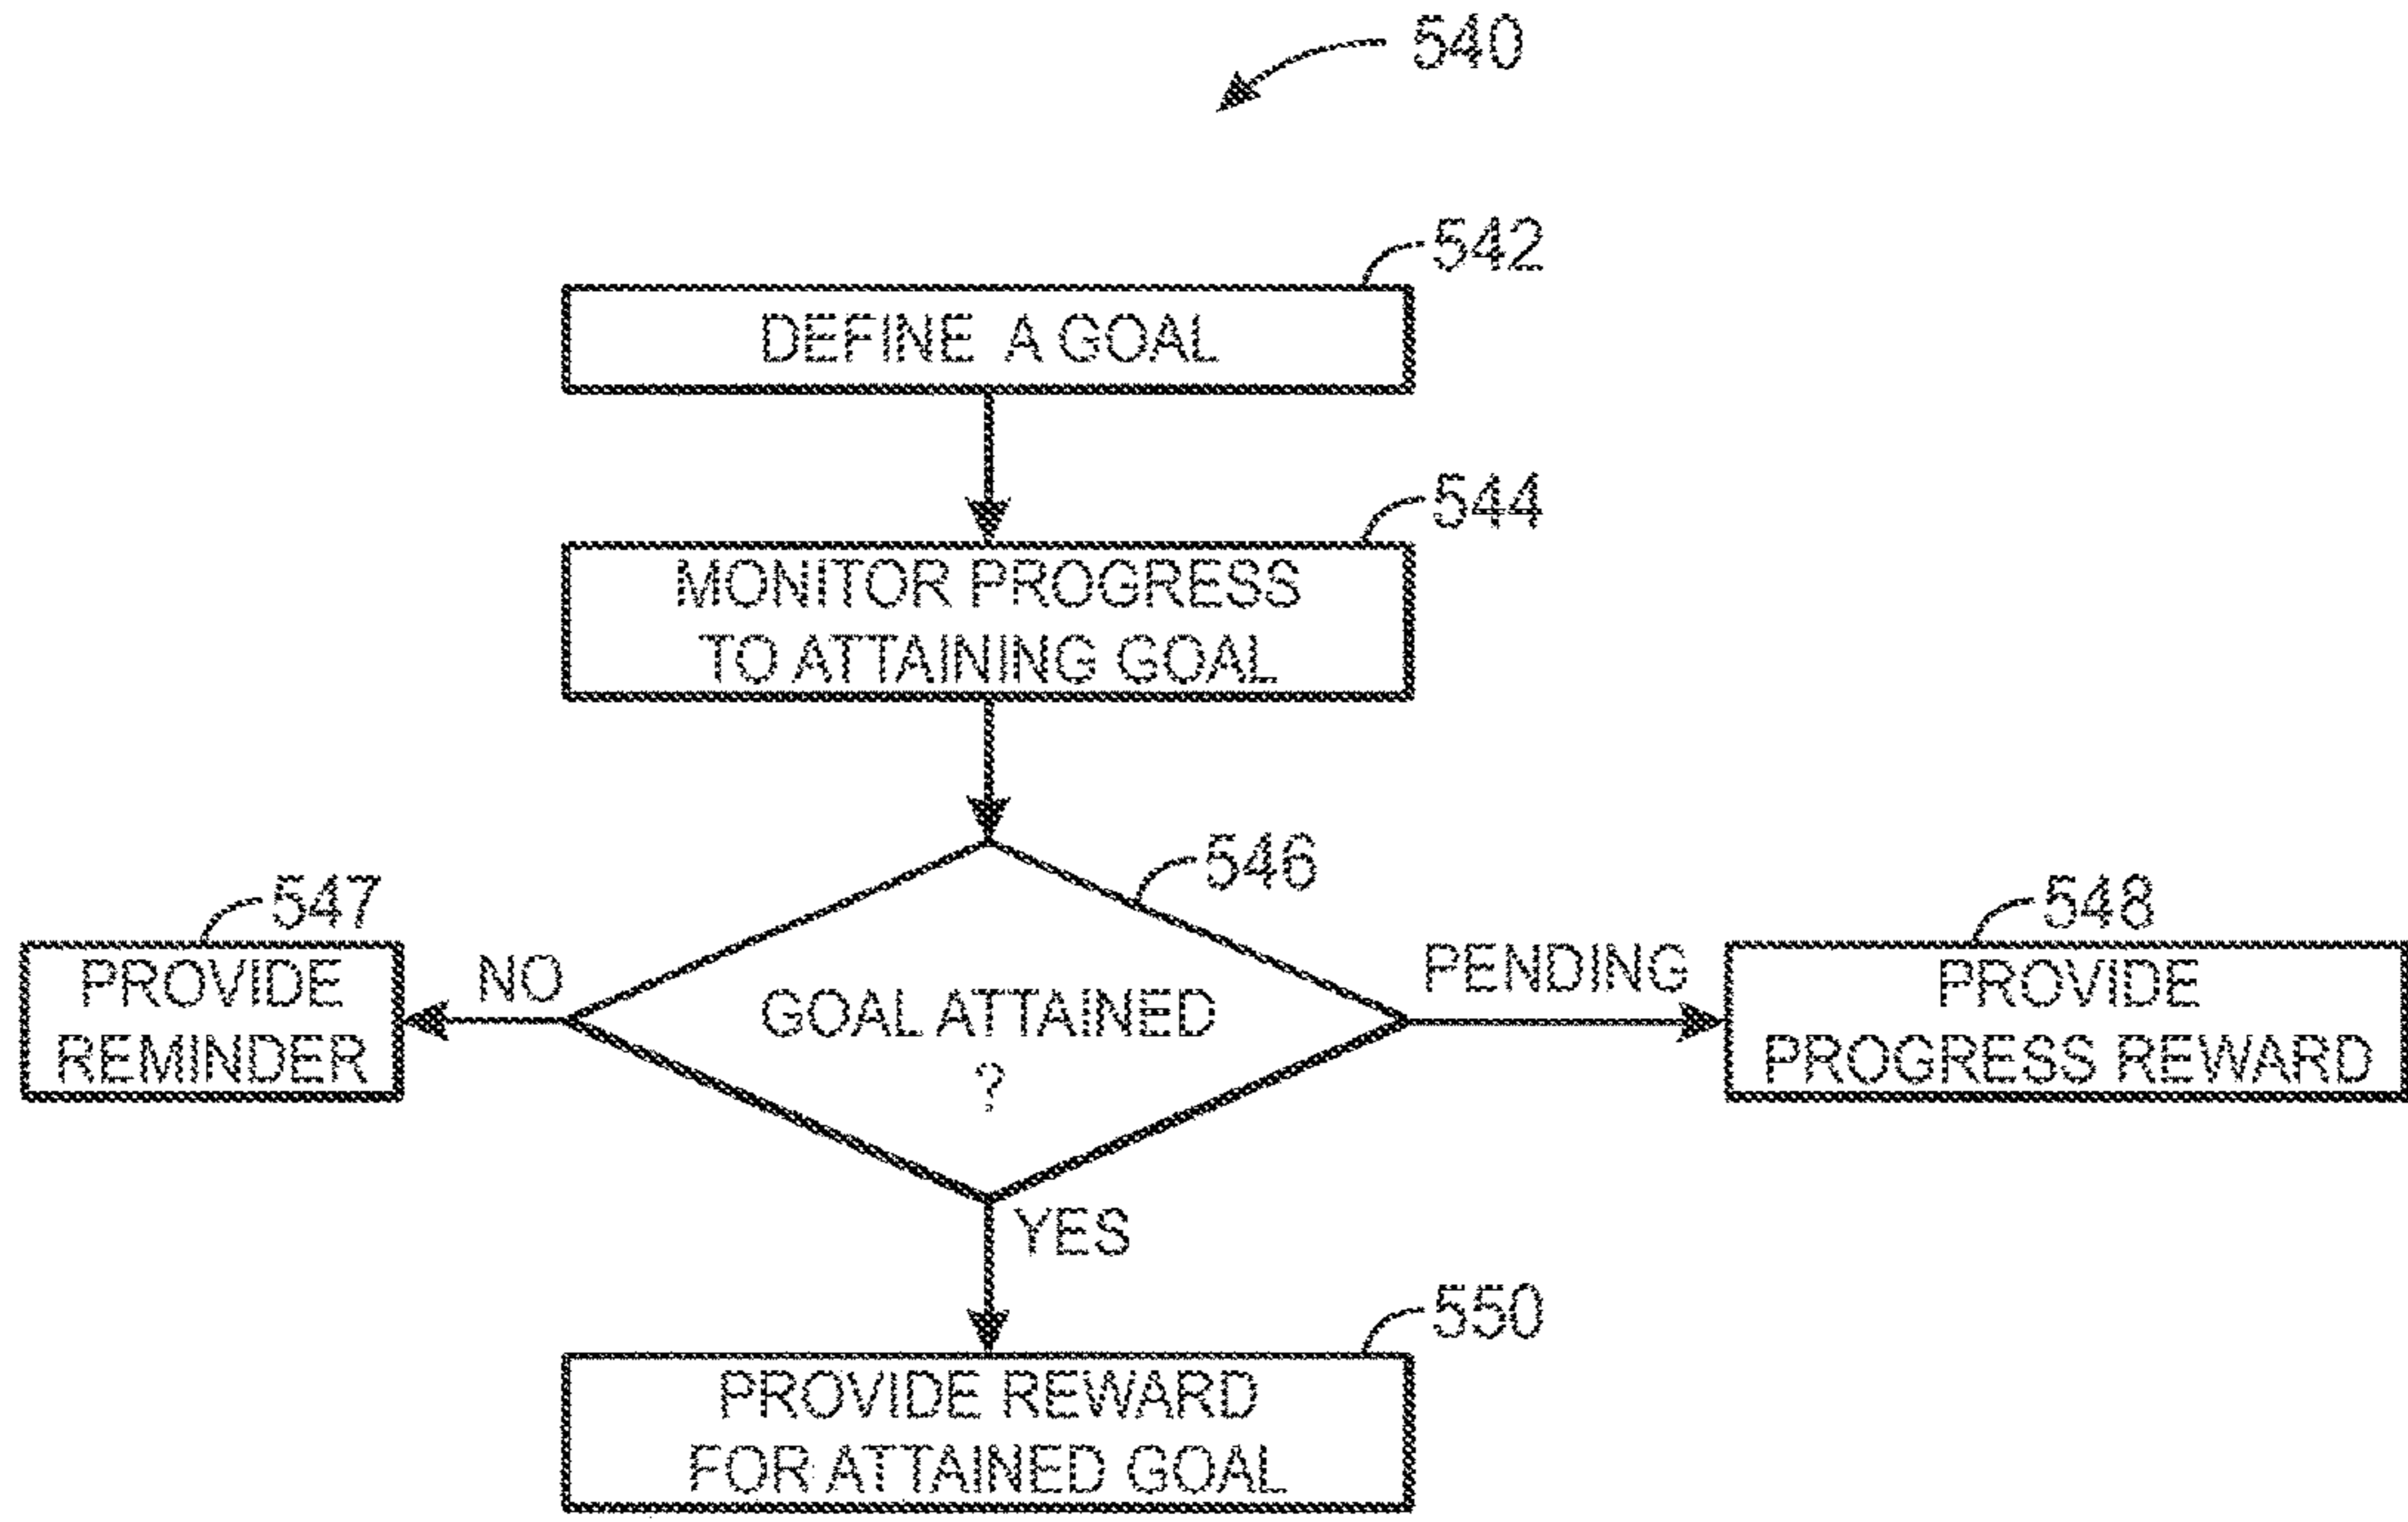 540
542
DEFINE A GOAL
544
MONITOR PROGRESS
TO ATTAINING GOAL
546
547
548
PROVIDE
REMINDER
NO
GOAL ATTAINED
?
PENDING
PROVIDE
PROGRESS REWARD
YES
550
PROVIDE REWARD
FOR ATTAINED GOAL